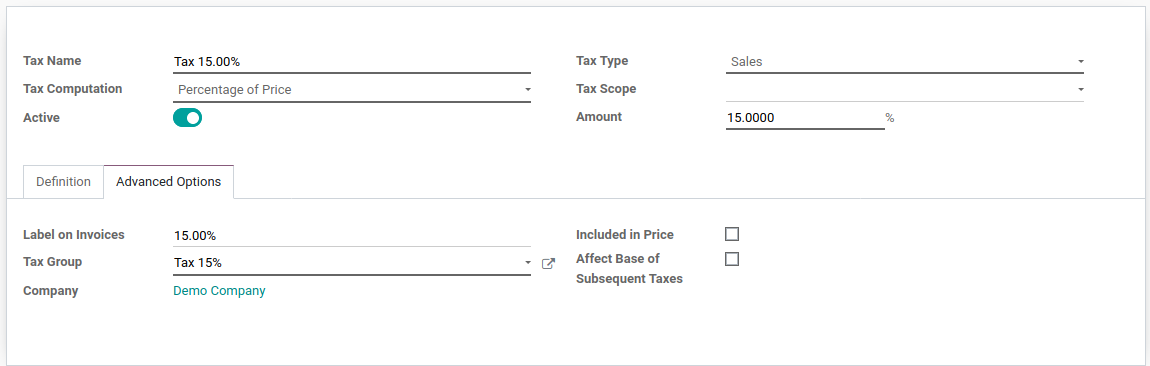 Tax Name Tax 15.00% Tax Type Sales
Tax Computation Percentage of Price Tax Scope
Active Amount 15.0000 %
Definition Advanced Options
Label on Invoices 15.00% Included in Price
Tax Group Tax 15% Affect Base of
Subsequent Taxes
Company Demo Company